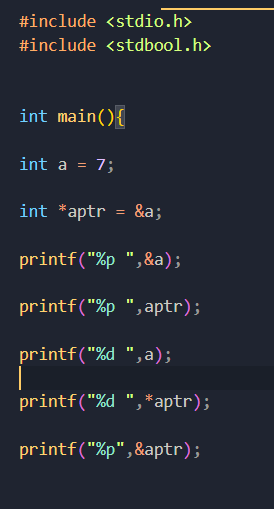 #include <stdio.h>
#include <stdbool.h>
int main(){
int a = 7;
int *aptr = &a;
printf("%p ",&a);
printf("%p ",aptr);
printf("%d ",a);
printf("%d ",*aptr);
printf("%p",&aptr);